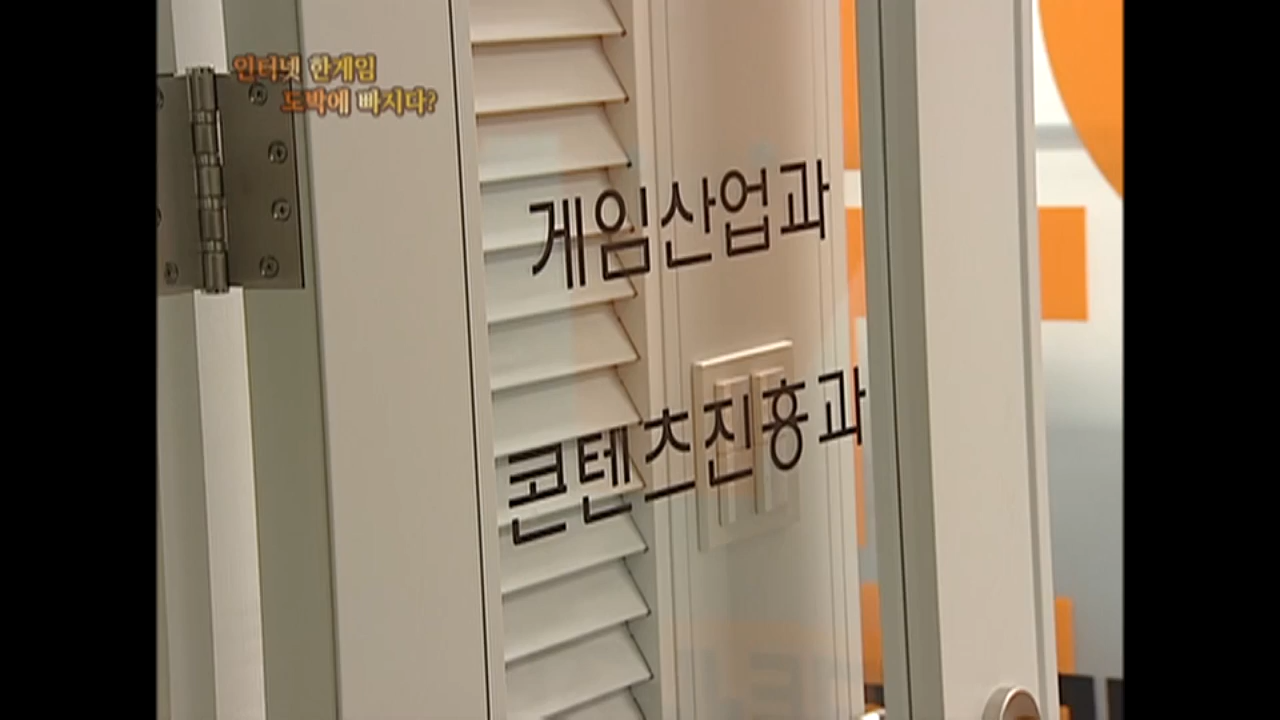 인터넷 한게임
도박에 빠지다?
게임산업과
콘텐츠진흥과